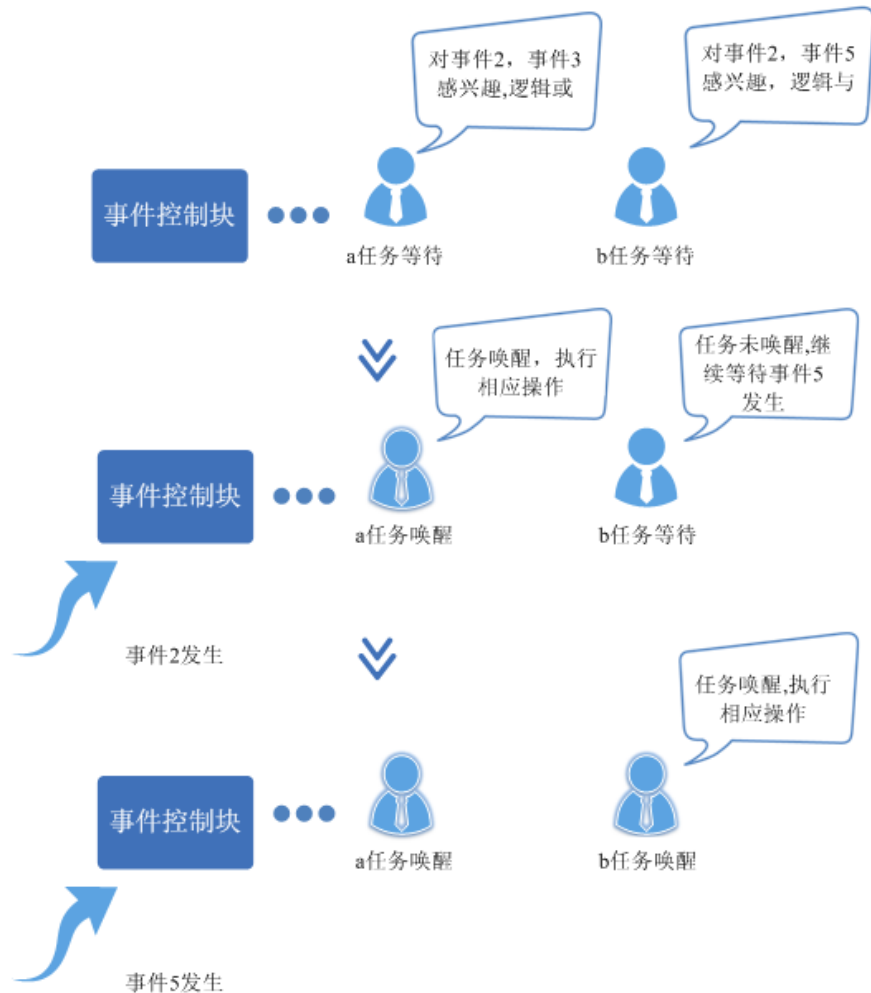 对事件2，事件3
感兴趣,逻辑或
对事件2，事件5
感兴趣，逻辑与
事件控制块
a任务等待
b任务等待
任务唤醒，执行
相应操作
任务未唤醒,继
续等待事件5
发生
事件控制块
a任务唤醒
b任务等待
事件2发生
任务唤醒,执行
相应操作
事件控制块
a任务唤醒
b任务唤醒
事件5发生